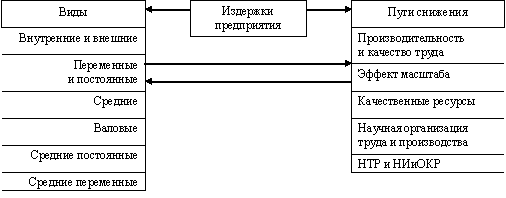 Виды
Издержки
предприятия
Пуги снижения
Внутренние и внешние
Переменные
и постоянные
Средние
Валовые
Средние постоянные
Средние переменные
Производительность
и качество труда
Эффект масштаба
Качественные ресурсы
Научная организация
труда и производства
НТР и НИиОКР